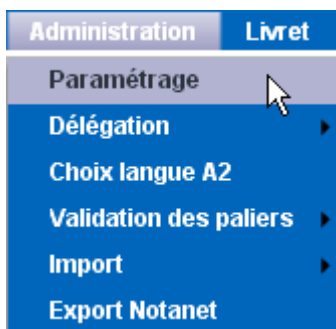 Administration Livret
Paramétrage
Délégation
Choix langue A2
Validation des paliers
Import
Export Notanet